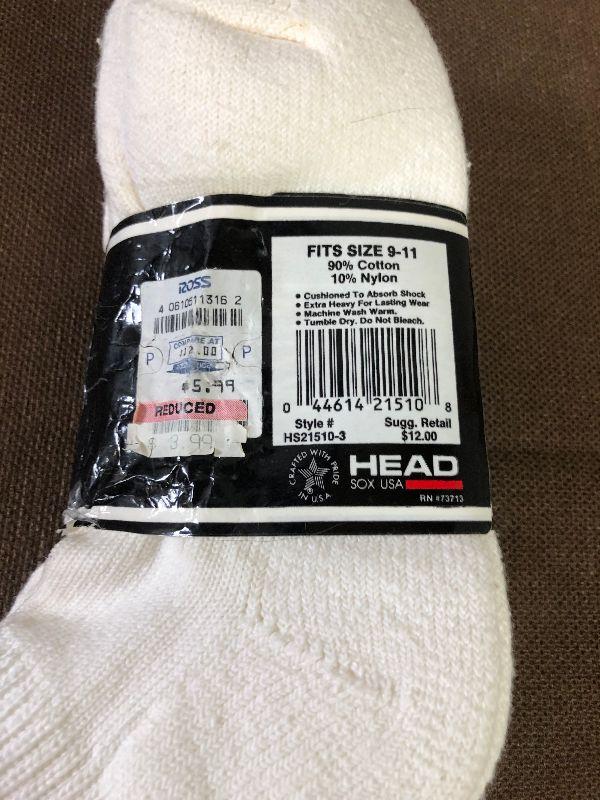 ROSS
4 0610611316 2
COMPARE AT
$12.00
P
P
$5.99
REDUCED
$ 3.99
FITS SIZE 9-11
90% Cotton
10% Nylon
• Cushioned To Absorb Shock
• Extra Heavy For Lasting Wear
• Machine Wash Warm.
• Tumble Dry. Do Not Bleach.
0 44614 21510 8
Style # Sugg. Retail
HS21510-3 $12.00
CRAFTED WITH PRIDE
IN U.S.A
HEAD
SOX USA
RN #73713